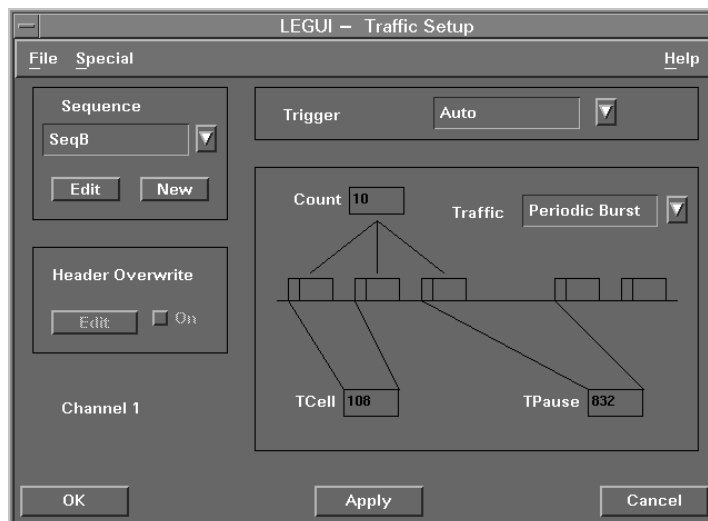 LEGUI – Traffic Setup
File Special Help
Sequence
SeqB
Edit New
Trigger Auto
Count 10
Traffic Periodic Burst
Header Overwrite
Edit On
TCell 108
TPause 832
Channel 1
OK Apply Cancel